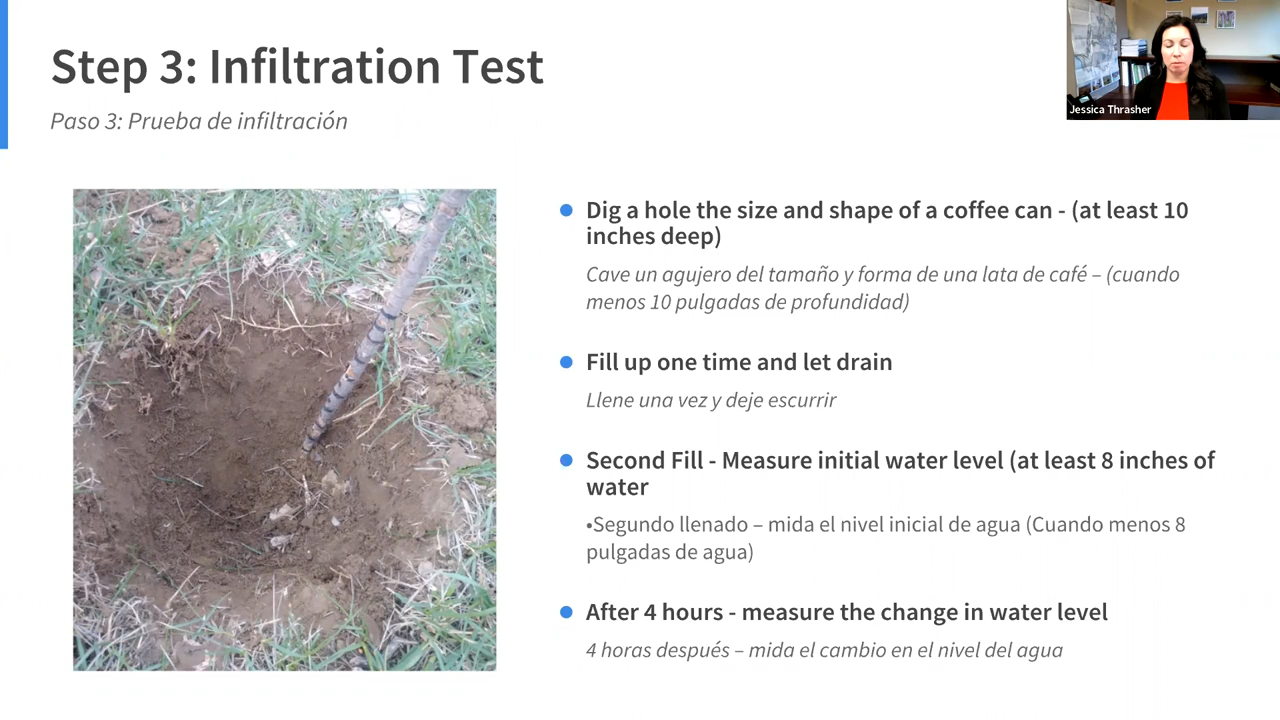 Step 3: Infiltration Test
Paso 3: Prueba de infiltración
Jessica Thrasher
Dig a hole the size and shape of a coffee can - (at least 10
inches deep)
Cave un agujero del tamaño y forma de una lata de café – (cuando
menos 10 pulgadas de profundidad)
Fill up one time and let drain
Llene una vez y deje escurrir
Second Fill - Measure initial water level (at least 8 inches of
water
•Segundo llenado – mida el nivel inicial de agua (Cuando menos 8
pulgadas de agua)
After 4 hours - measure the change in water level
4 horas después – mida el cambio en el nivel del agua